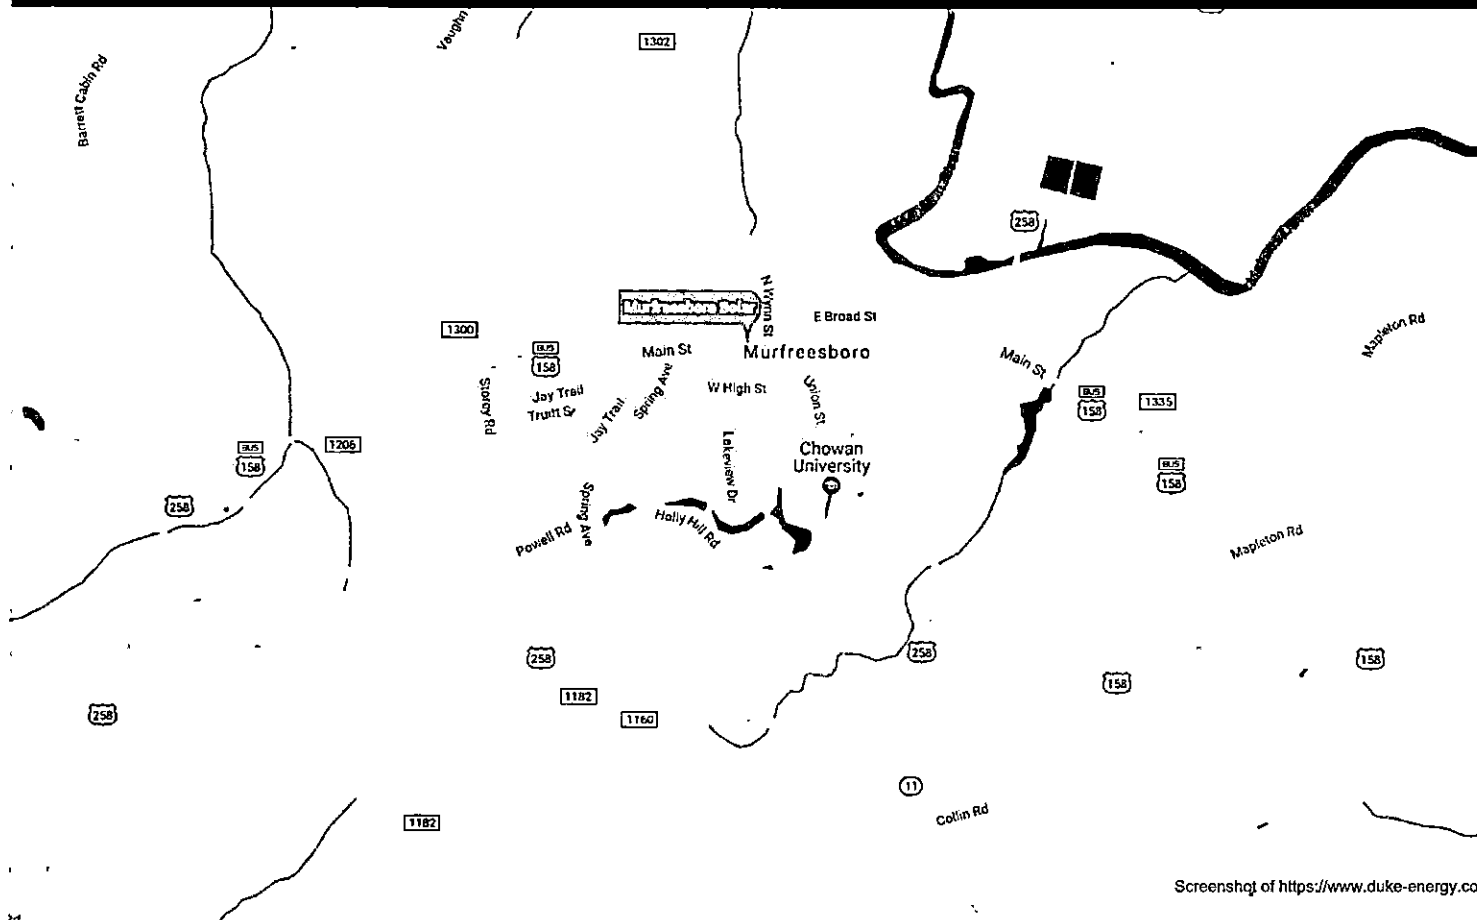 Vaughn
1302
Barrett Cabin Rd
258
N Wynn St
Murfreesboro Solar
E Broad St
1300
Mapleton Rd
BUS
158
Main St
Murfreesboro
Main St
Storey Rd
Jay Trail
Truitt S
Jay Trail
Spring Ave
W High St
Union St
BUS
158
1335
BUS
158
1206
Lakeview Dr
Chowan
University
BUS
158
258
Spring Ave
Powell Rd
Holly Hill Rd
Mapleton Rd
258
258
158
158
1182
1160
258
11
Collin Rd
1182
Screenshot of https://www.duke-energy.co